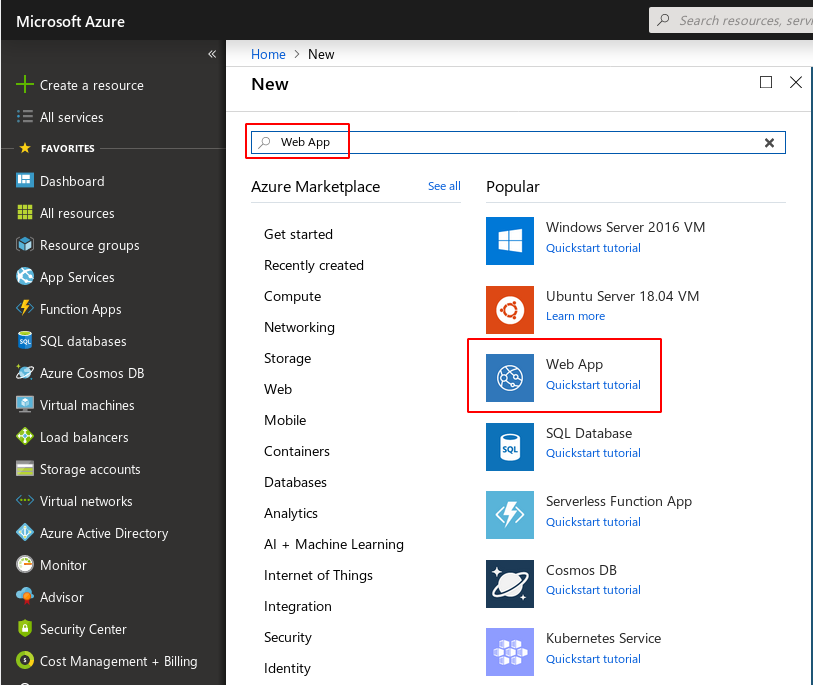 Microsoft Azure
Search resources, servi
«
Create a resource
All services
FAVORITES
Dashboard
All resources
Resource groups
App Services
Function Apps
SQL databases
Azure Cosmos DB
Virtual machines
Load balancers
Storage accounts
Virtual networks
Azure Active Directory
Monitor
Advisor
Security Center
Cost Management + Billing
Home > New
New
Web App
Azure Marketplace
See all
Get started
Recently created
Compute
Networking
Storage
Web
Mobile
Containers
Databases
Analytics
AI + Machine Learning
Internet of Things
Integration
Security
Identity
Popular
Windows Server 2016 VM
Quickstart tutorial
Ubuntu Server 18.04 VM
Learn more
Web App
Quickstart tutorial
SQL
SQL Database
Quickstart tutorial
Serverless Function App
Quickstart tutorial
Cosmos DB
Quickstart tutorial
Kubernetes Service
Quickstart tutorial